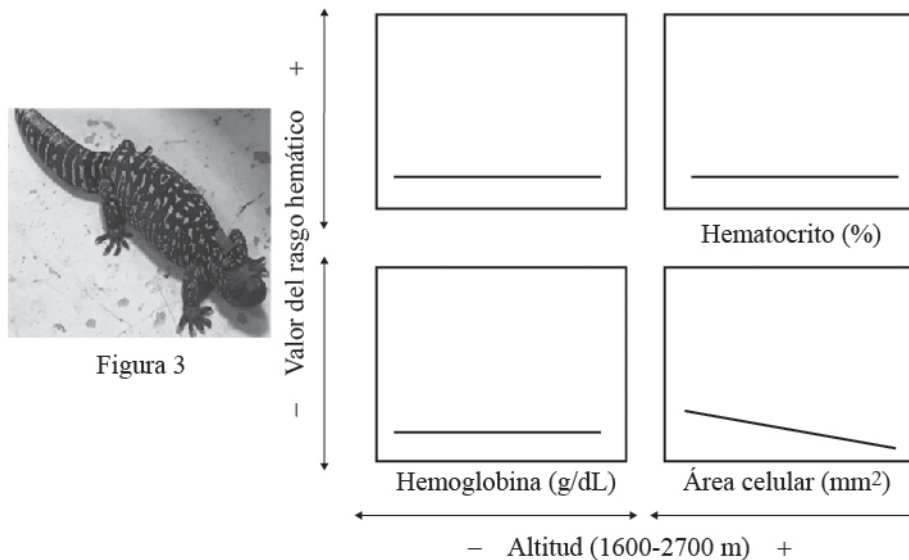 Valor del rasgo hemático
+
−
Figura 3
Hematocrito (%)
Hemoglobina (g/dL)
Área celular (mm2)
− Altitud (1600-2700 m) +